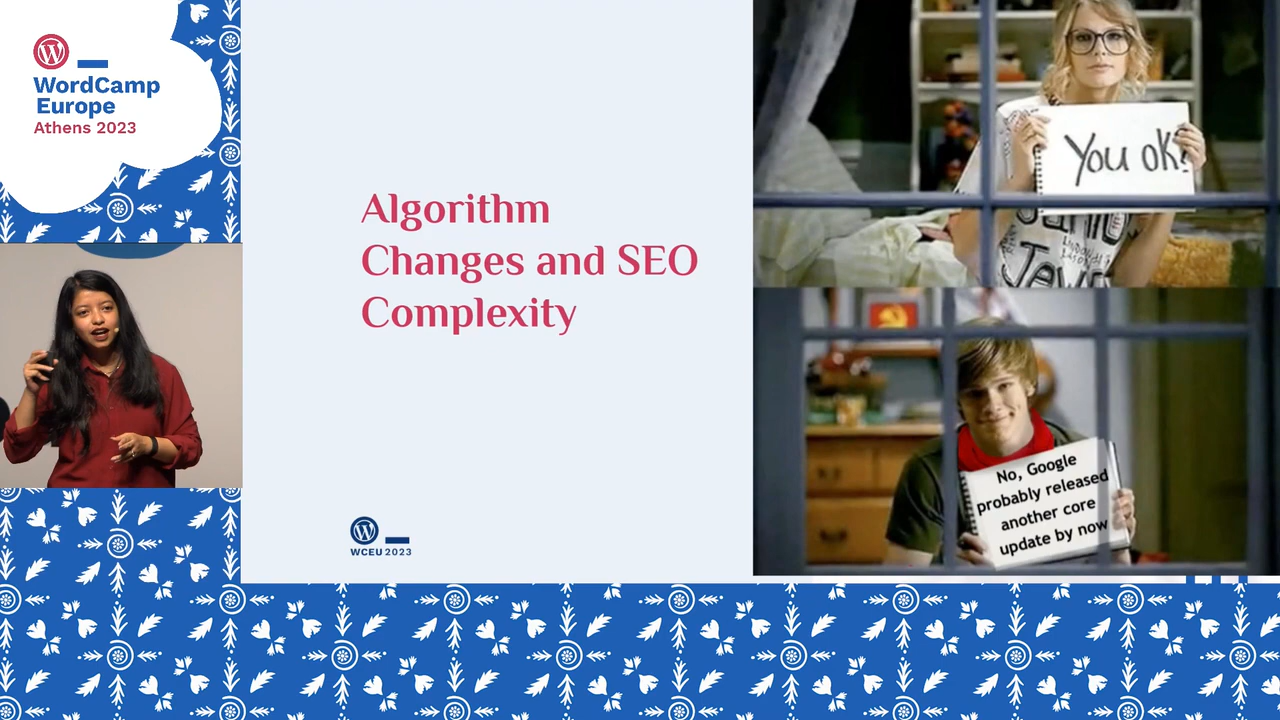 WordCamp
Europe
Athens 2023
Algorithm
Changes and SEO
Complexity
WCEU 2023
You ok?
No, Google
probably released
another core
update by now